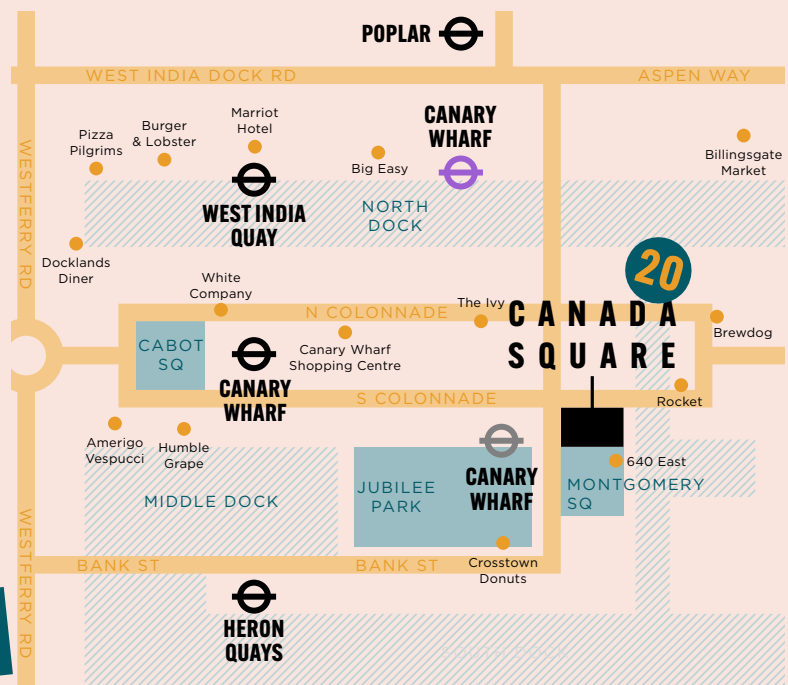 POPLAR
WEST INDIA DOCK RD
ASPEN WAY
WESTFERRY RD
Pizza
Pilgrims
Burger
& Lobster
Marriot
Hotel
Big Easy
CANARY
WHARF
Billingsgate
Market
WEST INDIA
QUAY
NORTH
DOCK
Docklands
Diner
20
CANADA
SQUARE
White
Company
N COLONNADE
The Ivy
Brewdog
CABOT
SQ
CANARY
WHARF
Canary Wharf
Shopping Centre
S COLONNADE
Rocket
Amerigo
Vespucci
Humble
Grape
MIDDLE DOCK
JUBILEE
PARK
CANARY
WHARF
640 East
MONTGOMERY
SQ
WESTFERRY RD
BANK ST
BANK ST
Crosstown
Donuts
HERON
QUAYS